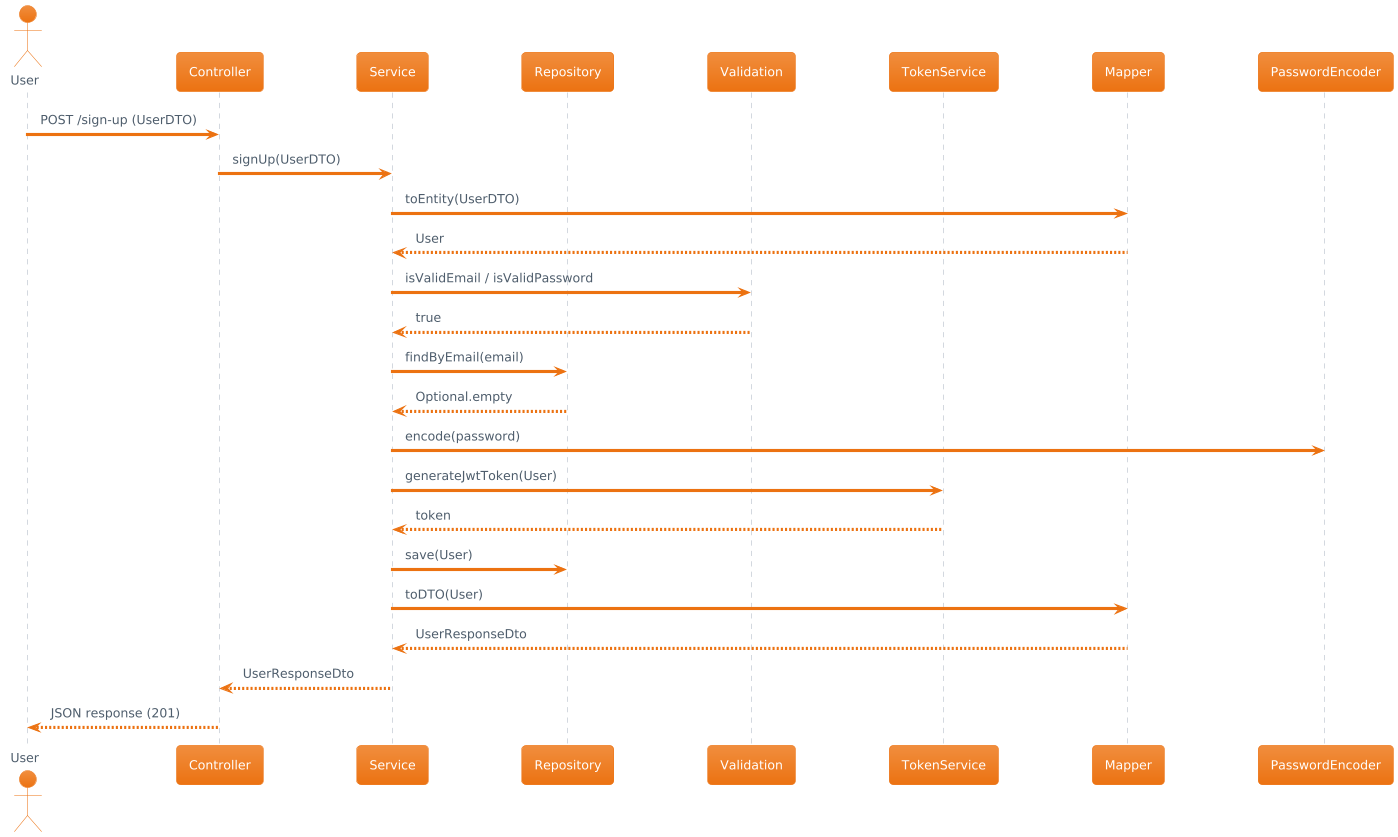 User
Controller
Service
Repository
Validation
TokenService
Mapper
PasswordEncoder
POST /sign-up (UserDTO)
signUp(UserDTO)
toEntity(UserDTO)
User
isValidEmail / isValidPassword
true
findByEmail(email)
Optional.empty
encode(password)
generateJwtToken(User)
token
save(User)
toDTO(User)
UserResponseDto
UserResponseDto
JSON response (201)
User
Controller
Service
Repository
Validation
TokenService
Mapper
PasswordEncoder